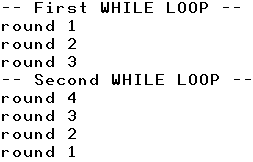 -- First WHILE LOOP --
round 1
round 2
round 3
-- Second WHILE LOOP --
round 4
round 3
round 2
round 1